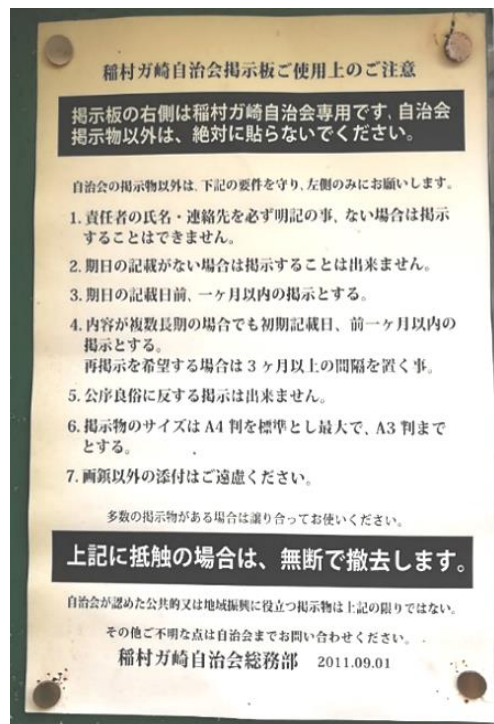 稲村ガ崎自治会掲示板ご使用上のご注意
掲示板の右側は稲村ガ崎自治会専用です、自治会
掲示物以外は、絶対に貼らないでください。
自治会の掲示物以外は、下記の要件を守り、左側のみにお願いします。
1. 責任者の氏名・連絡先を必ず明記の事、ない場合は掲示
することはできません。
2. 期日の記載がない場合は掲示することは出来ません。
3. 期日の記載日前、一ヶ月以内の掲示とする。
4. 内容が複数長期の場合でも初期記載日、前一ヶ月以内の
掲示とする。
再掲示を希望する場合は3ヶ月以上の間隔を置く事。
5. 公序良俗に反する掲示は出来ません。
6. 掲示物のサイズは A4 判を標準とし最大で、A3 判まで
とする。
7. 画鋲以外の添付はご遠慮ください。
多数の掲示物がある場合は譲り合ってお使いください。
上記に抵触の場合は、無断で撤去します。
自治会が認めた公共的又は地域振興に役立つ掲示物は上記の限りではない。
その他ご不明な点は自治会までお問い合わせください。
稲村ガ崎自治会総務部 2011.09.01